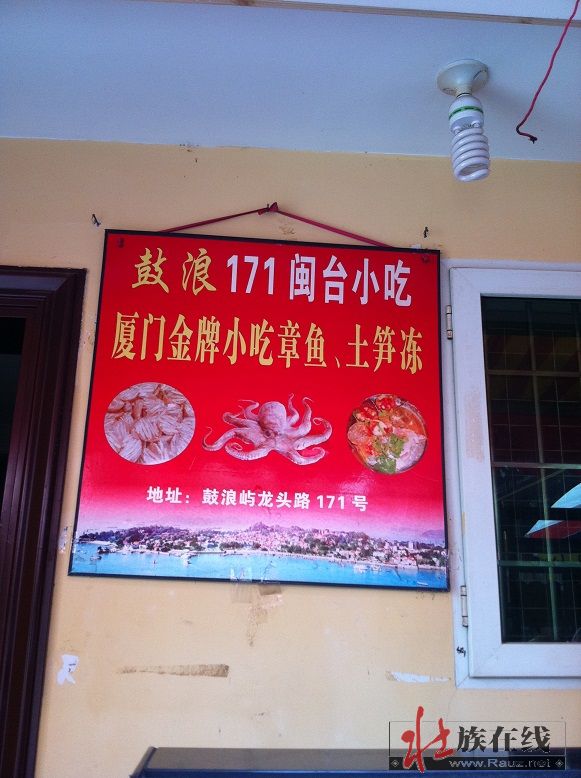 鼓浪171闽台小吃
厦门金牌小吃章鱼、土笋冻
地址：鼓浪屿龙头路171号
壮族在线
www.Rauz.net